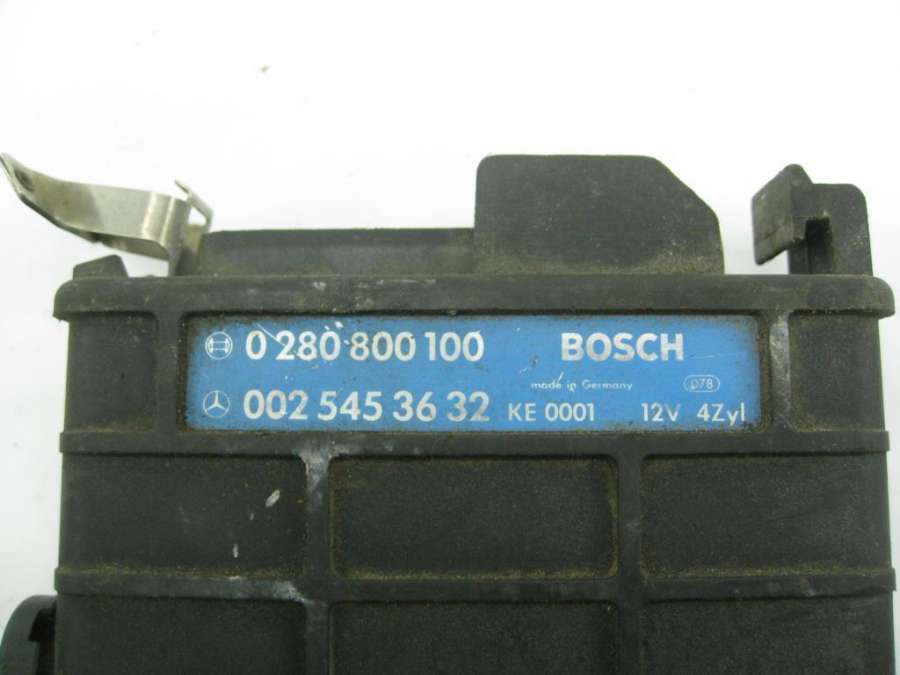 0 280 800 100 BOSCH
made in Germany 078
002 545 36 32 KE 0001 12V 4Zyl